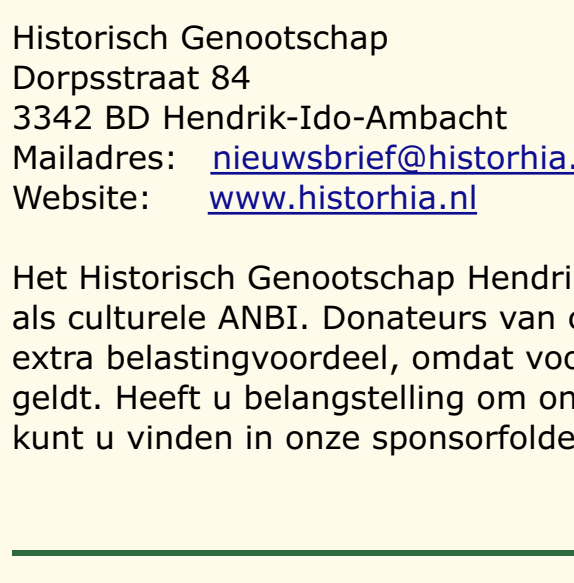 Historisch Genootschap
Dorpsstraat 84
3342 BD Hendrik-Ido-Ambacht
Mailadres: nieuwsbrief@historhia.
Website: www.historhia.nl
Het Historisch Genootschap Hendri
als culturele ANBI. Donateurs van
extra belastingvoordeel, omdat voo
geldt. Heeft u belangstelling om on
kunt u vinden in onze sponsorfolde